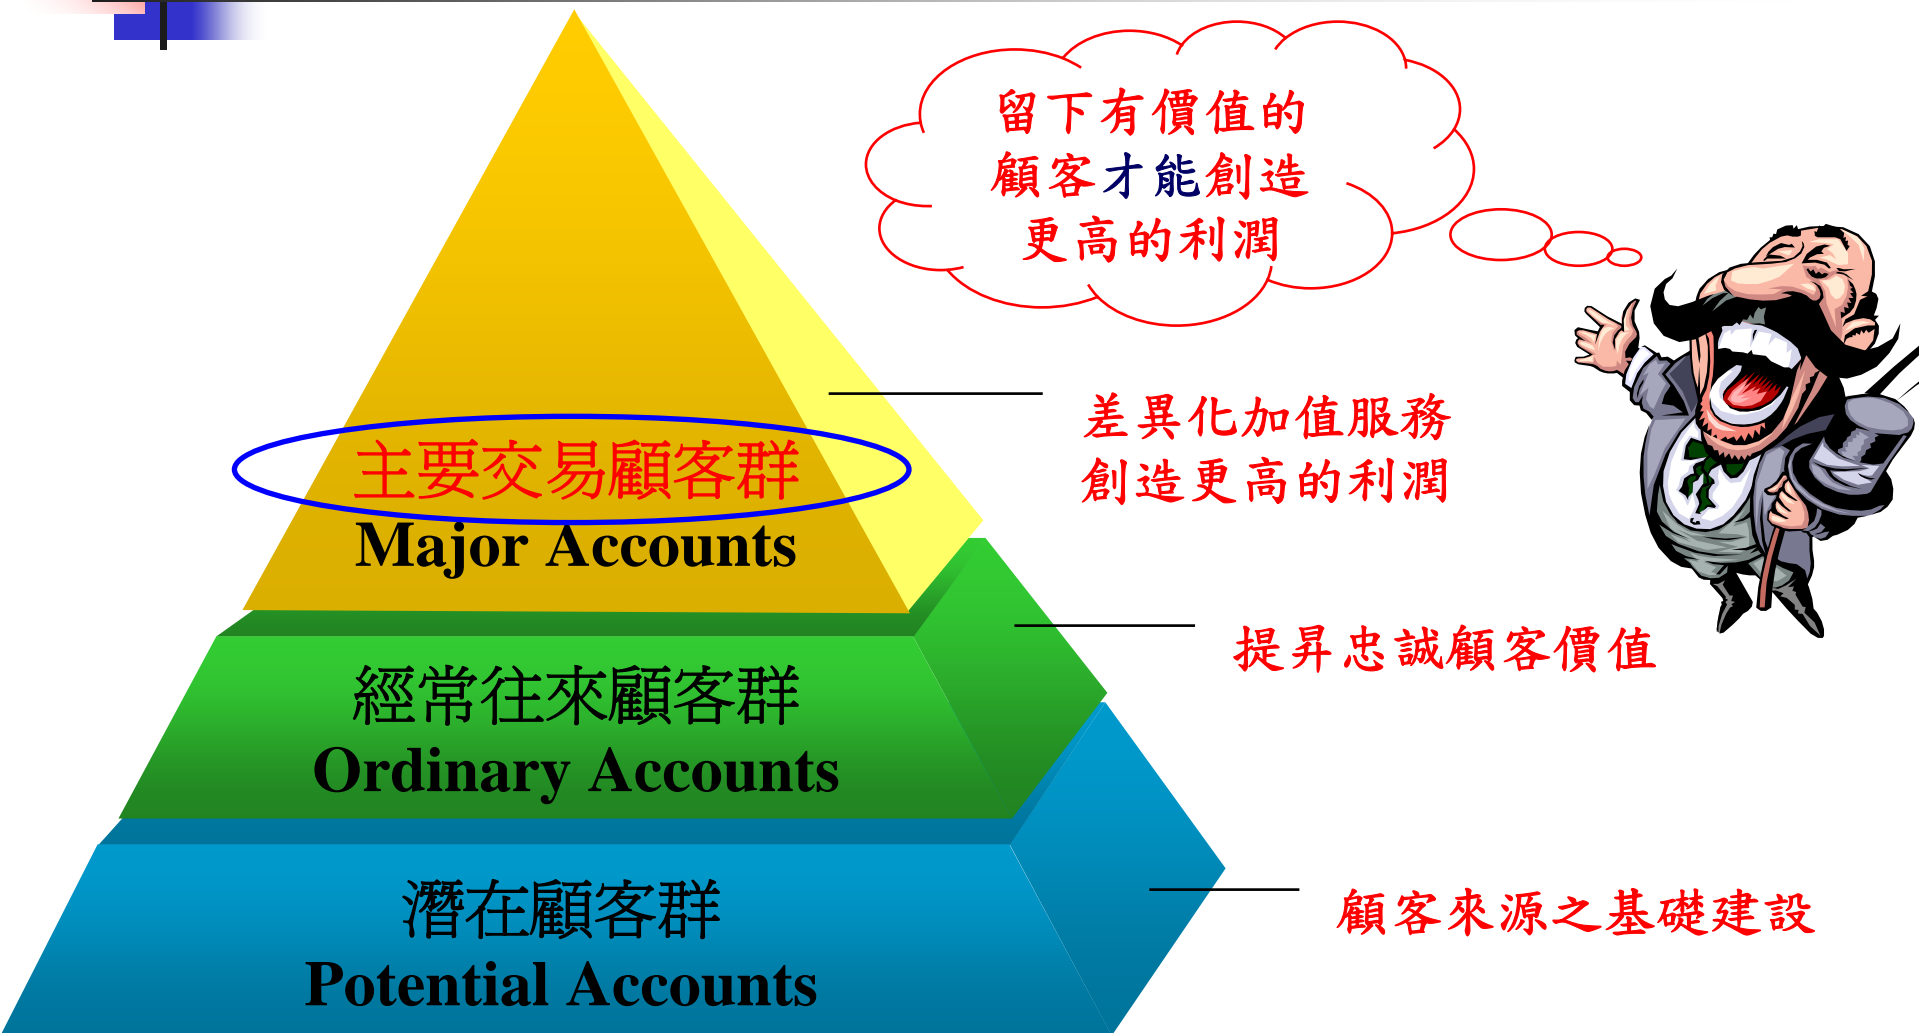 留下有價值的
顧客才能創造
更高的利潤
差異化加值服務
創造更高的利潤
主要交易顧客群
Major Accounts
提昇忠誠顧客價值
經常往來顧客群
Ordinary Accounts
顧客來源之基礎建設
潛在顧客群
Potential Accounts